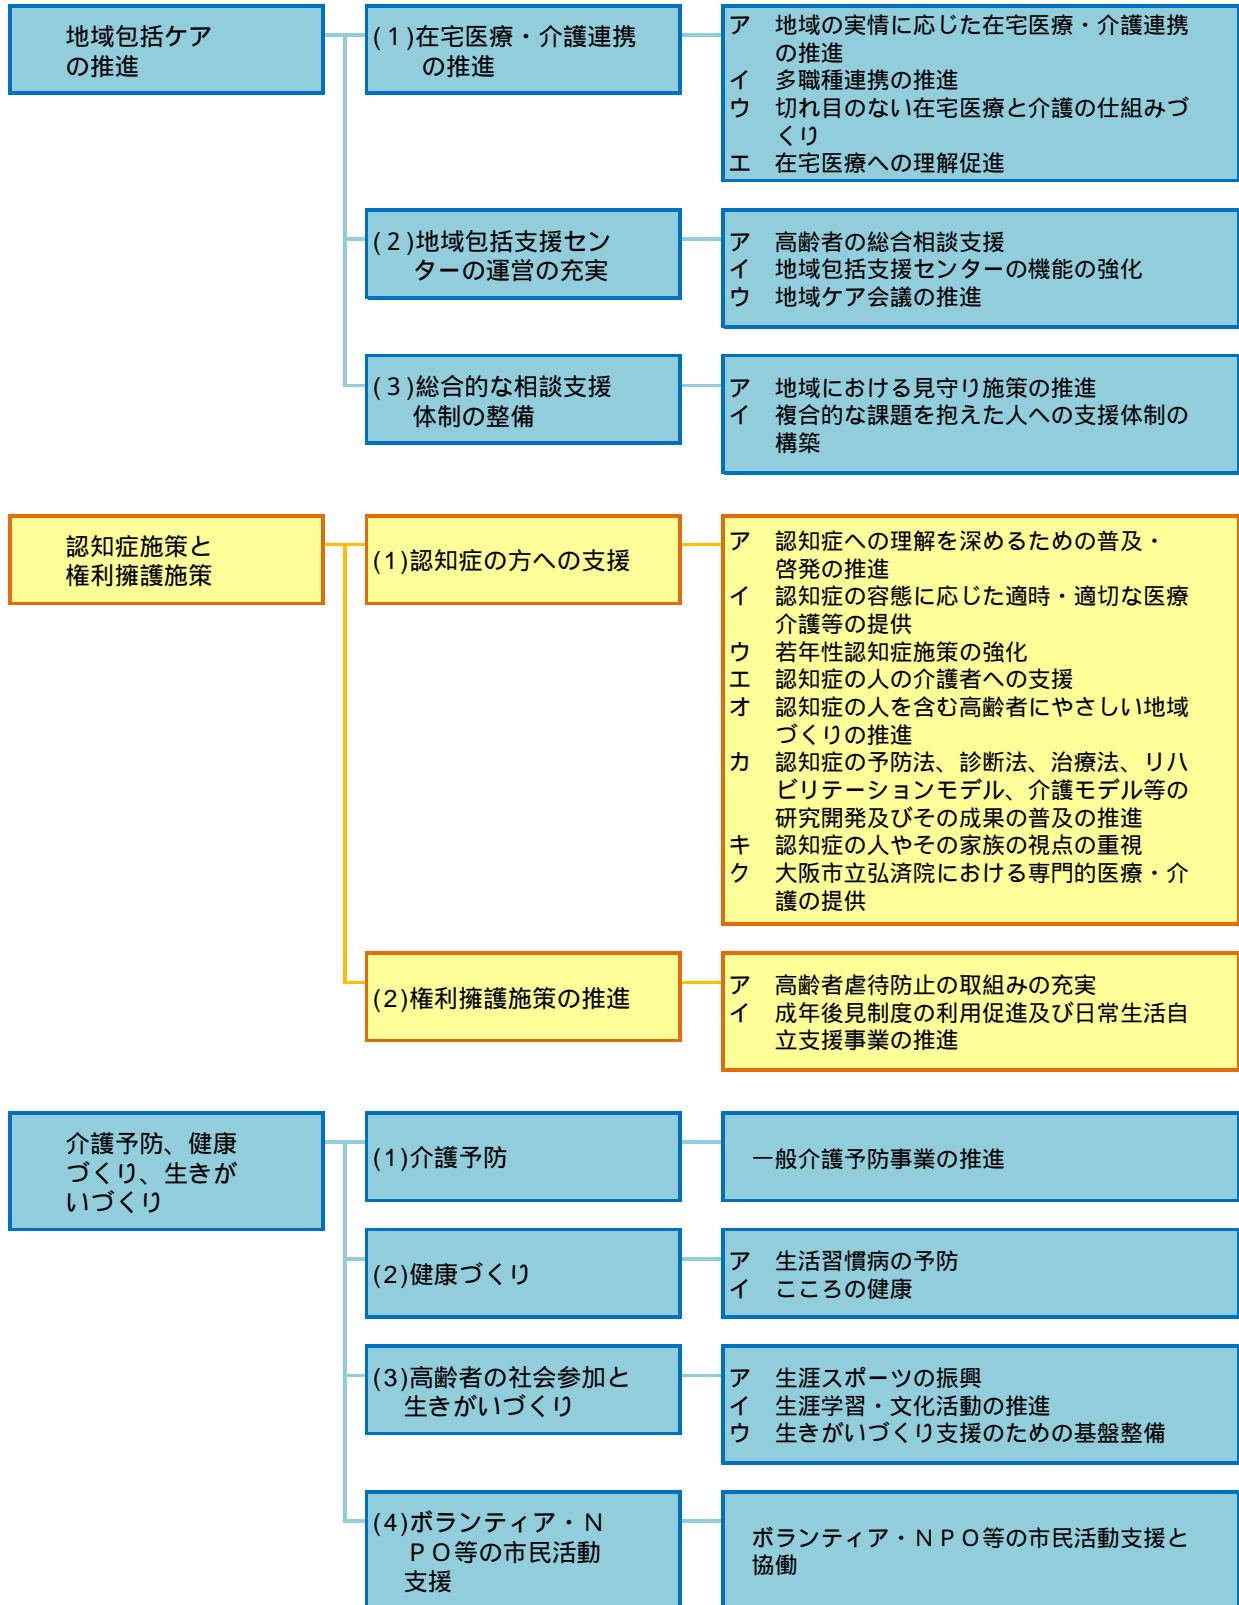 地域包括ケア
の推進
(1)在宅医療・介護連携
の推進
ア　地域の実情に応じた在宅医療・介護連携
の推進
イ　多職種連携の推進
ウ　切れ目のない在宅医療と介護の仕組みづ
くり
エ　在宅医療への理解促進
(2)地域包括支援セン
ターの運営の充実
ア　高齢者の総合相談支援
イ　地域包括支援センターの機能の強化
ウ　地域ケア会議の推進
(3)総合的な相談支援
体制の整備
ア　地域における見守り施策の推進
イ　複合的な課題を抱えた人への支援体制の
構築
認知症施策と
権利擁護施策
(1)認知症の方への支援
ア　認知症への理解を深めるための普及・
啓発の推進
イ　認知症の容態に応じた適時・適切な医療
介護等の提供
ウ　若年性認知症施策の強化
エ　認知症の人の介護者への支援
オ　認知症の人を含む高齢者にやさしい地域
づくりの推進
カ　認知症の予防法、診断法、治療法、リハ
ビリテーションモデル、介護モデル等の
研究開発及びその成果の普及の推進
キ　認知症の人やその家族の視点の重視
ク　大阪市立弘済院における専門的医療・介
護の提供
(2)権利擁護施策の推進
ア　高齢者虐待防止の取組みの充実
イ　成年後見制度の利用促進及び日常生活自
立支援事業の推進
介護予防、健康
づくり、生きが
いづくり
(1)介護予防
一般介護予防事業の推進
(2)健康づくり
ア　生活習慣病の予防
イ　こころの健康
(3)高齢者の社会参加と
生きがいづくり
ア　生涯スポーツの振興
イ　生涯学習・文化活動の推進
ウ　生きがいづくり支援のための基盤整備
(4)ボランティア・Ｎ
ＰＯ等の市民活動
支援
ボランティア・ＮＰＯ等の市民活動支援と
協働